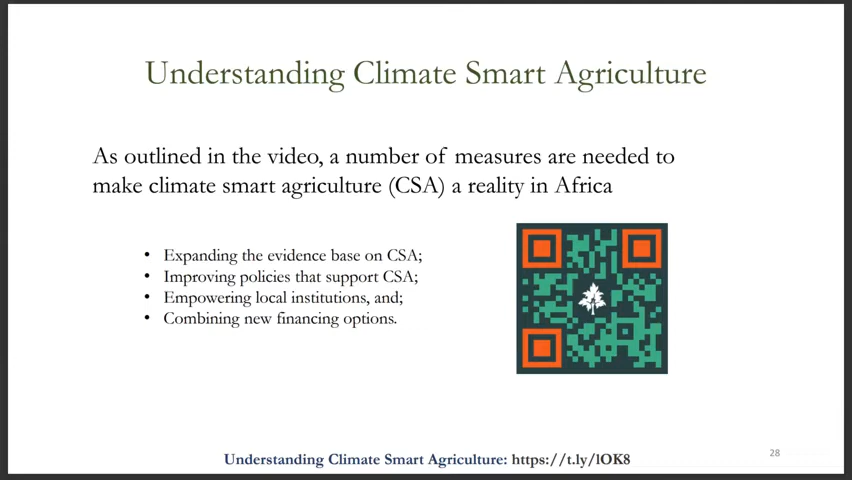 Understanding Climate Smart Agriculture
As outlined in the video, a number of measures are needed to
make climate smart agriculture (CSA) a reality in Africa
• Expanding the evidence base on CSA;
• Improving policies that support CSA;
• Empowering local institutions, and;
• Combining new financing options.
28
Understanding Climate Smart Agriculture: https://t.ly/lOK8